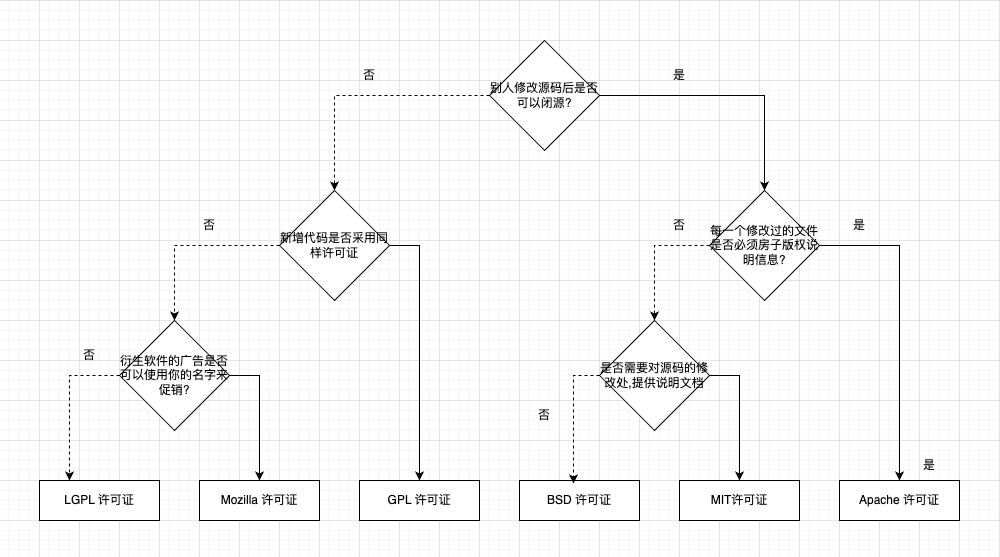 否
是
别人修改源码后是否
可以闭源?
否
新增代码是否采用同
样许可证
否
每一个修改过的文件
是否必须房子版权说
明信息?
是
否
衍生软件的广告是否
可以使用你的名字来
促销?
是否需要对源码的修
改处,提供说明文档
否
是
LGPL 许可证
Mozilla 许可证
GPL 许可证
BSD 许可证
MIT许可证
Apache 许可证